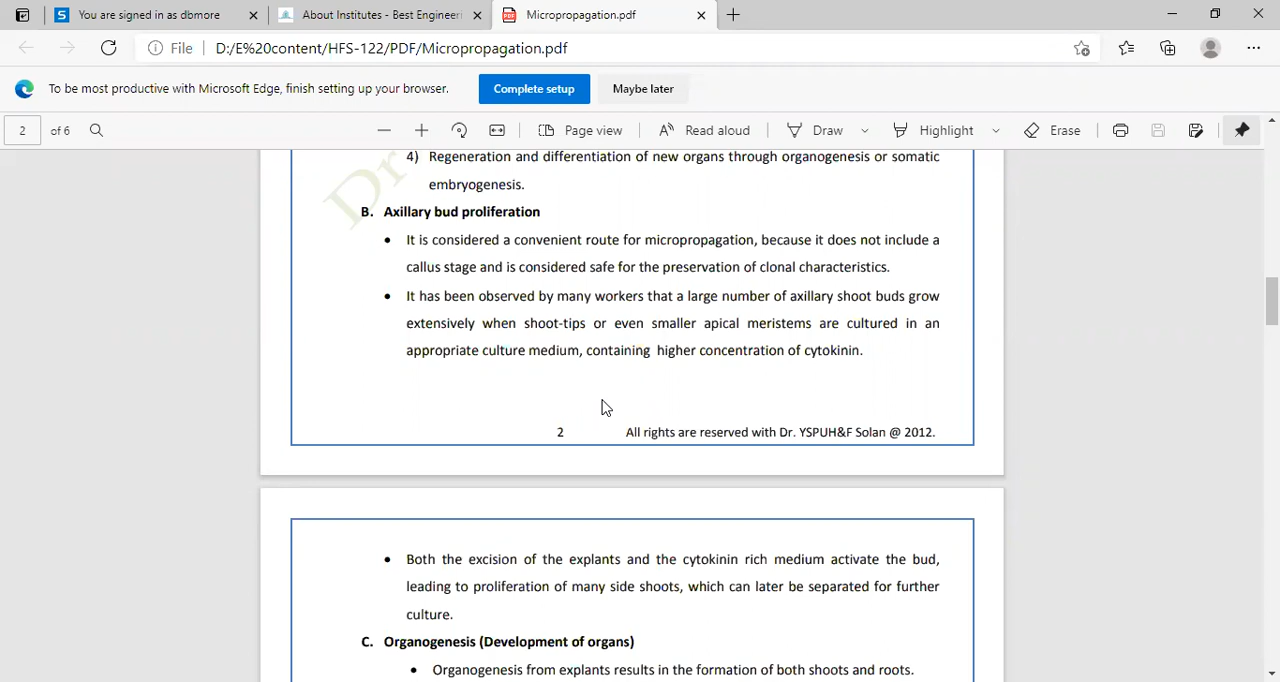 You are signed in as dbmore
About Institutes - Best Engineeri
Micropropagation.pdf
File D:/E%20content/HFS-122/PDF/Micropropagation.pdf
To be most productive with Microsoft Edge, finish setting up your browser. Complete setup Maybe later
2 of 6 Page view Read aloud Draw Highlight Erase
4) Regeneration and differentiation of new organs through organogenesis or somatic
embryogenesis.
Dr
B. Axillary bud proliferation
• It is considered a convenient route for micropropagation, because it does not include a
callus stage and is considered safe for the preservation of clonal characteristics.
• It has been observed by many workers that a large number of axillary shoot buds grow
extensively when shoot-tips or even smaller apical meristems are cultured in an
appropriate culture medium, containing higher concentration of cytokinin.
2 All rights are reserved with Dr. YSPUH&F Solan @ 2012.
• Both the excision of the explants and the cytokinin rich medium activate the bud,
leading to proliferation of many side shoots, which can later be separated for further
culture.
C. Organogenesis (Development of organs)
• Organogenesis from explants results in the formation of both shoots and roots.